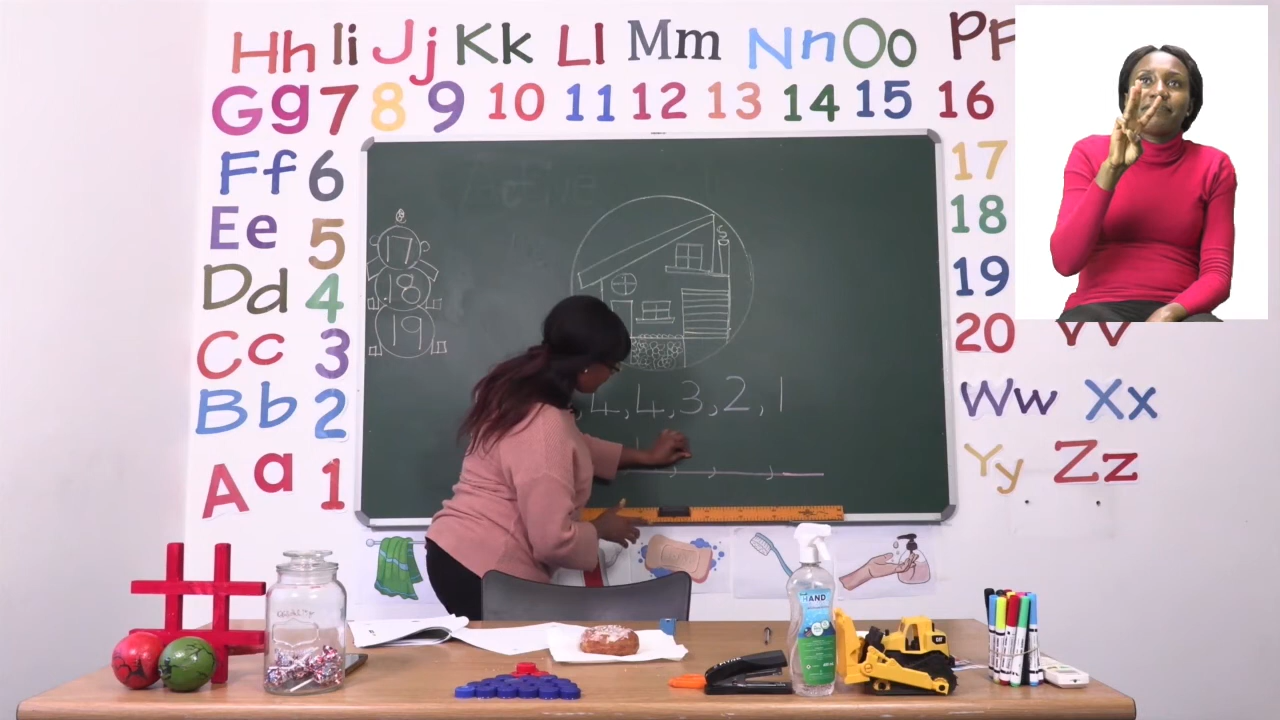 Hh Ii Jj Kk Ll Mm Nn Oo
Gg 7 8 9 10 11 12 13 14 15 16
Ff 6 17
Ee 5 18
Dd 4 19
Cc 3 20
Bb 2 Ww Xx
Aa 1 Yy Zz
17
18
19
, 4, 4, 3, 2, 1
HAND
CAT